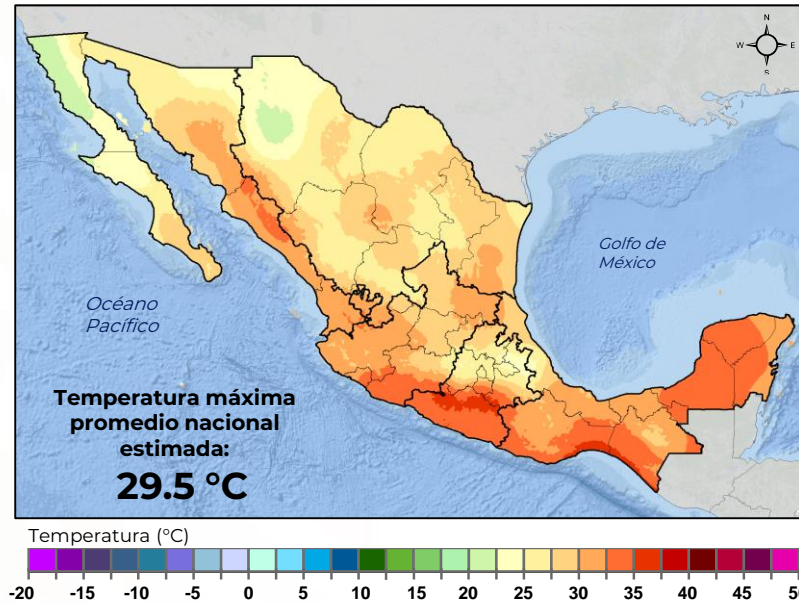 N
W E
S
Golfo de
México
Océano
Pacífico
Temperatura máxima
promedio nacional
estimada:
29.5 °C
Temperatura (°C)
-20 -15 -10 -5 0 5 10 15 20 25 30 35 40 45 50